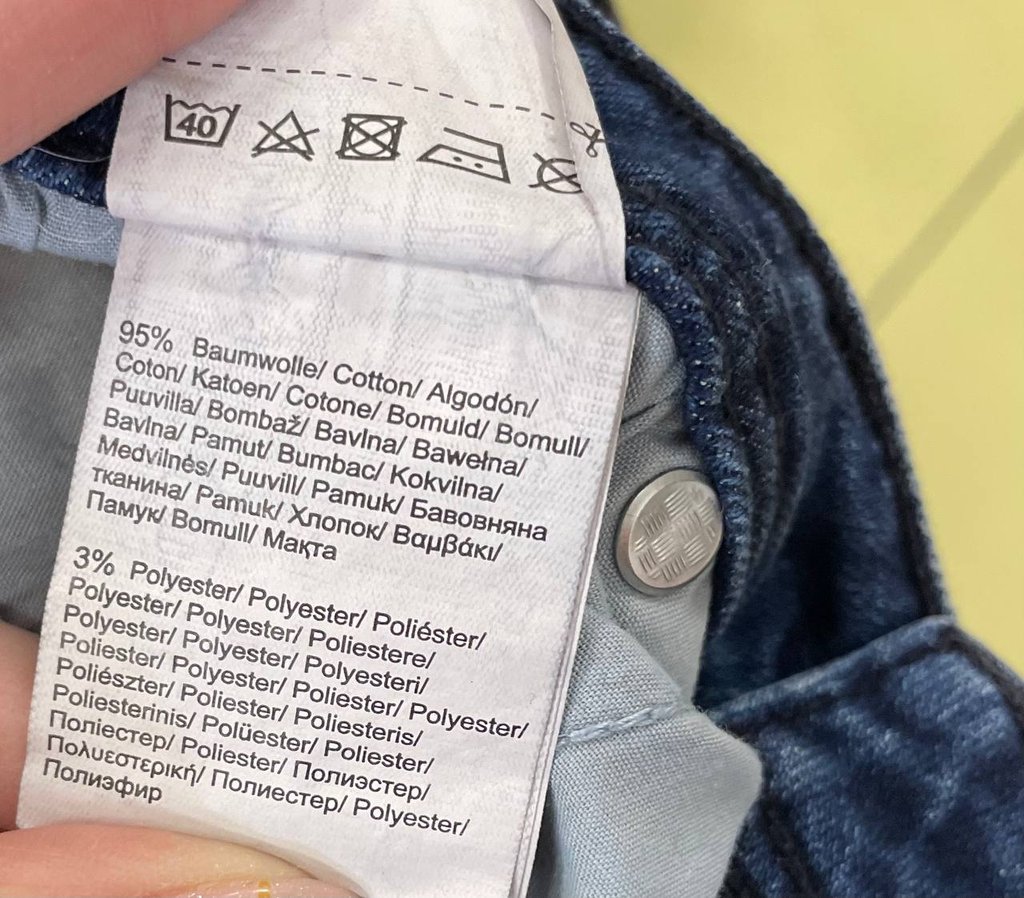 40
95% Baumwolle/ Cotton/ Algodón/
Coton/ Katoen/ Cotone/ Bomuld/ Bomull/
Puuvilla/ Bombaž/ Bavlna/ Bawełna/
Bavlna/ Pamut/ Bumbac/ Kokvilna/
Medvilnės/ Puuvill/ Pamuk/ Бавовняна
тканина/ Pamuk/ Хлопок/ Βαμβάκι/
Памук/ Bomull/ Мақта
3% Polyester/ Polyester/ Poliéster/
Polyester/ Polyester/ Poliestere/
Polyester/ Polyester/ Polyesteri/
Poliester/ Polyester/ Poliester/ Polyester/
Poliészter/ Poliester/ Poliesteris/
Poliesterinis/ Polüester/ Poliester/
Поліестер/ Poliester/ Полиэстер/
Πολυεστερική/ Полиестер/ Polyester/
Полиэфир